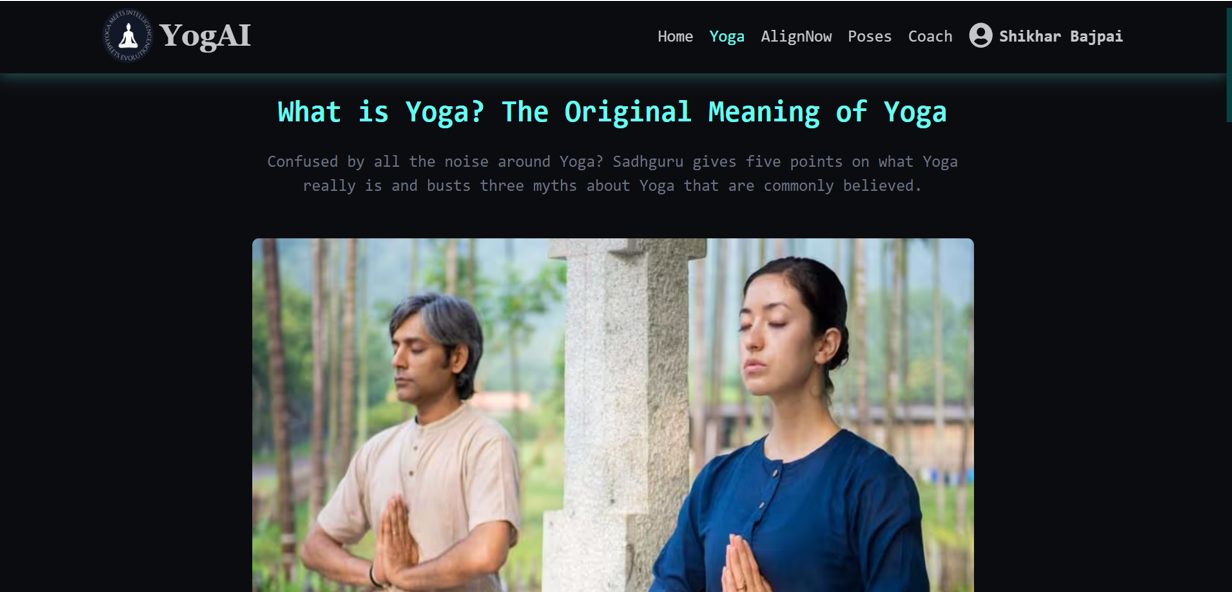 YOGA MEETS INTELLIGENCE
YogAI
Home Yoga AlignNow Poses Coach Shikhar Bajpai
What is Yoga? The Original Meaning of Yoga
Confused by all the noise around Yoga? Sadhguru gives five points on what Yoga
really is and busts three myths about Yoga that are commonly believed.